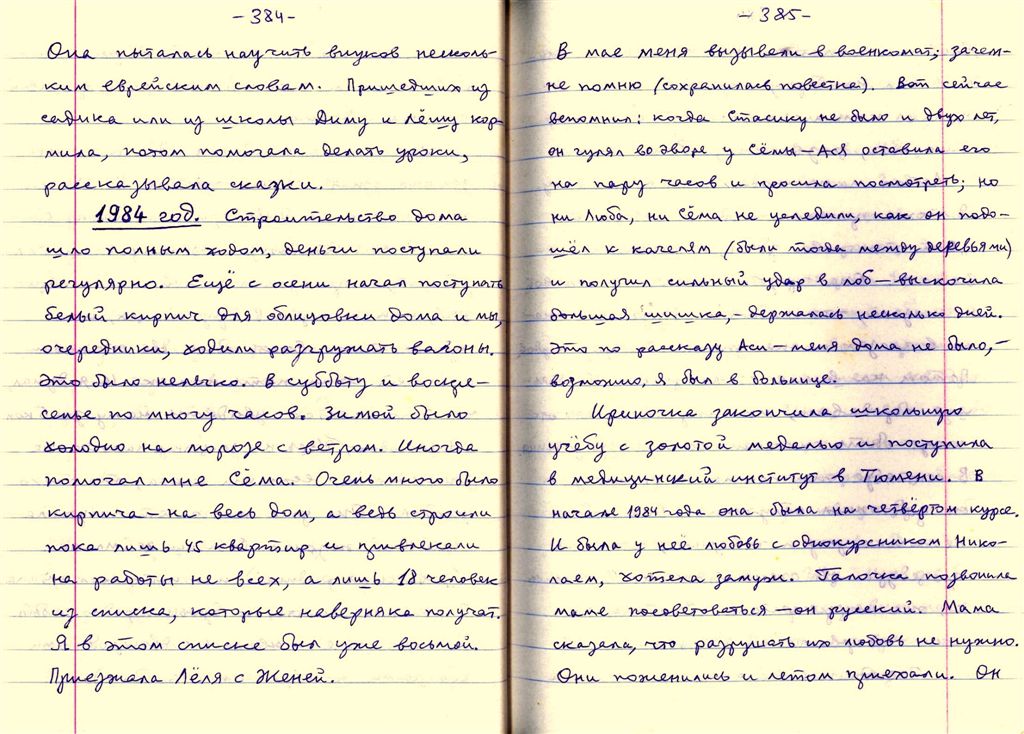 -384-
Она пыталась научить внуков несколь-
ким еврейским словам. Пришедших из
садика или из школы Диму и Лёшу кор-
мила, потом помогала делать уроки,
рассказывала сказки.
1984 год. Строительство дома
шло полным ходом, деньги поступали
регулярно. Ещё с осени начал поступать
белый кирпич для облицовки дома и мы,
очередники, ходили разгружать вагоны.
Это было нелегко. В субботу и воскре-
сенье по многу часов. Зимой было
холодно на морозе с ветром. Иногда
помогал мне Сёма. Очень много было
кирпича – на весь дом, а ведь строили
пока лишь 45 квартир и привлекали
на работы не всех, а лишь 18 человек
из списка, которые наверняка получат.
Я в этом списке был уже восьмой.
Приезжала Лёля с Женей.
-385-
В мае меня вызывали в военкомат; зачем-
не помню (сохранилась повестка). Вот сейчас
вспомнил: когда Стасику не было и двух лет,
он гулял во дворе у Сёмы – Ася оставила его
на пару часов и просила посмотреть; но
ни Люба, ни Сёма не уследили, как он подо-
шёл к качелям (были тогда между деревьями)
и получил сильный удар в лоб – выскочила
большая шишка, – держалась несколько дней.
Это по рассказу Аси – меня дома не было, –
возможно, я был в больнице.
Ириночка закончила школьную
учёбу с золотой медалью и поступила
в медицинский институт в Тюмени. В
начале 1984 года она была на четвёртом курсе.
И была у неё любовь с однокурсником Нико-
лаем, хотела замуж. Галочка позвонила
маме посоветоваться – он русский. Мама
сказала, что разрушать их любовь не нужно.
Они поженились и летом приехали. Он